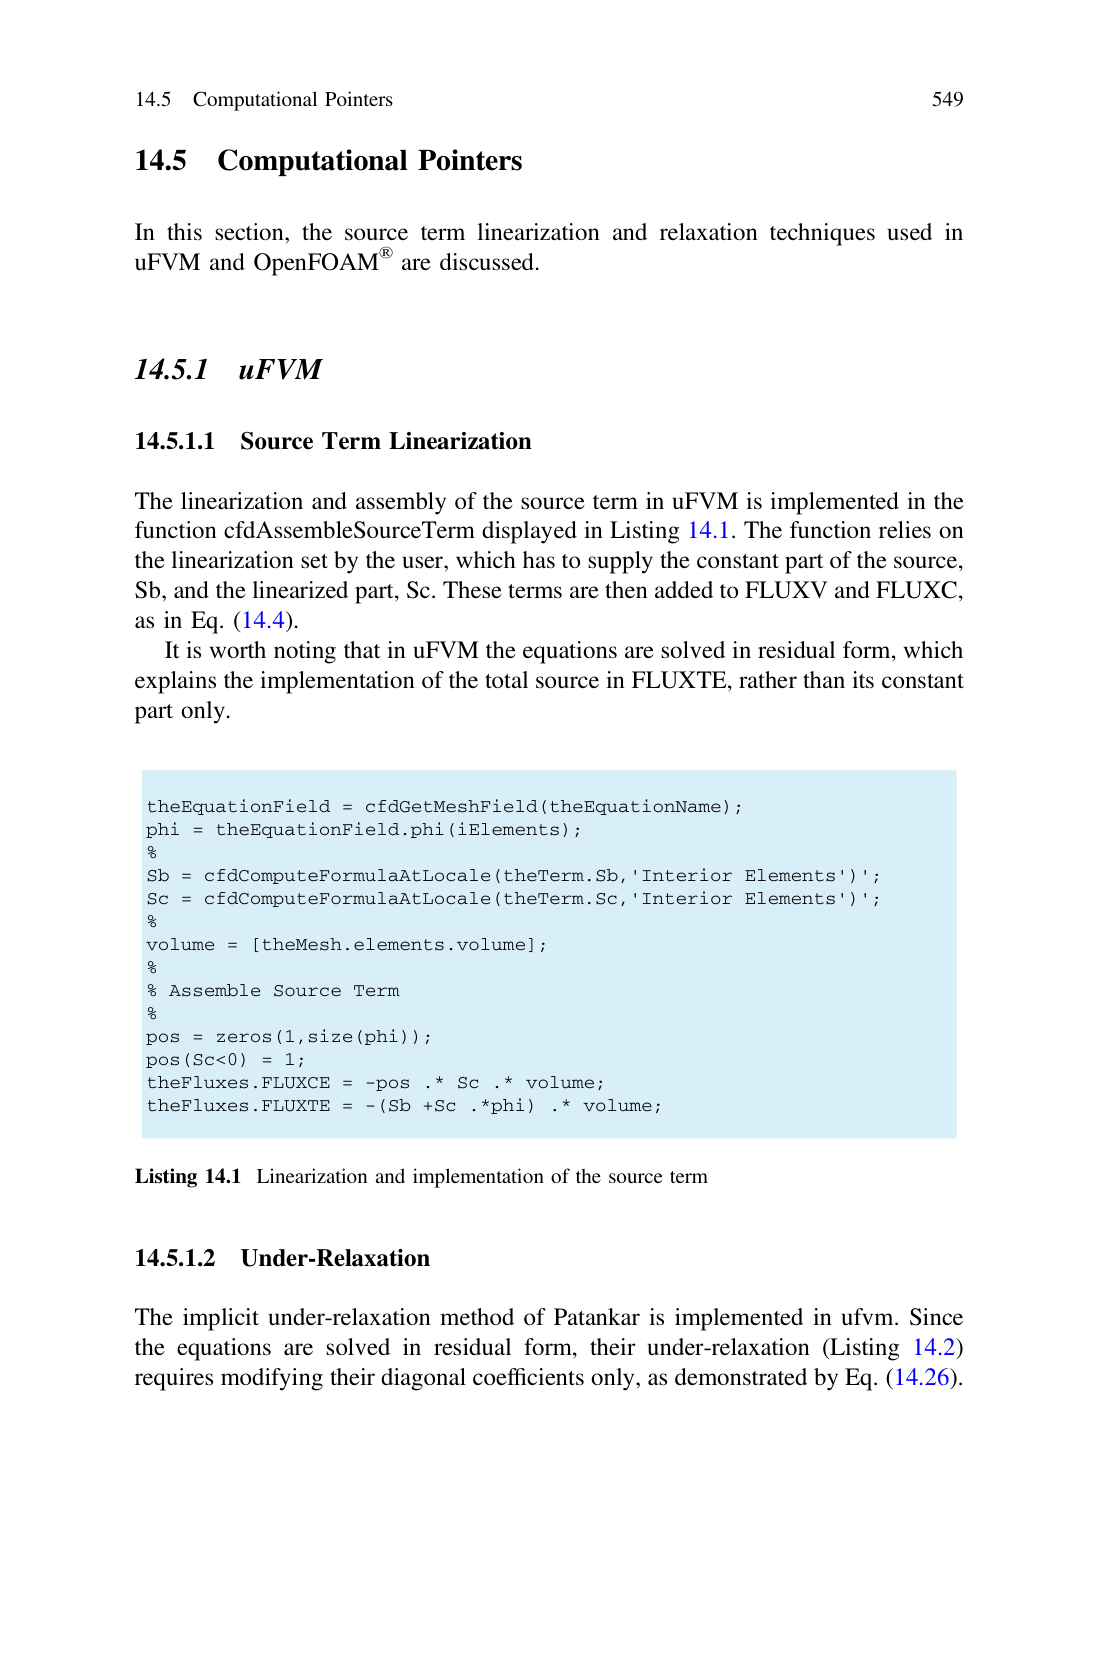 14.5 Computational Pointers 549
14.5 Computational Pointers
In this section, the source term linearization and relaxation techniques used in
uFVM and OpenFOAM® are discussed.
14.5.1 uFVM
14.5.1.1 Source Term Linearization
The linearization and assembly of the source term in uFVM is implemented in the
function cfdAssembleSourceTerm displayed in Listing 14.1. The function relies on
the linearization set by the user, which has to supply the constant part of the source,
Sb, and the linearized part, Sc. These terms are then added to FLUXV and FLUXC,
as in Eq. (14.4).
It is worth noting that in uFVM the equations are solved in residual form, which
explains the implementation of the total source in FLUXTE, rather than its constant
part only.
theEquationField = cfdGetMeshField(theEquationName);
phi = theEquationField.phi(iElements);
%
Sb = cfdComputeFormulaAtLocale(theTerm.Sb,'Interior Elements')';
Sc = cfdComputeFormulaAtLocale(theTerm.Sc,'Interior Elements')';
%
volume = [theMesh.elements.volume];
%
% Assemble Source Term
%
pos = zeros(1,size(phi));
pos(Sc<0) = 1;
theFluxes.FLUXCE = -pos .* Sc .* volume;
theFluxes.FLUXTE = -(Sb +Sc .*phi) .* volume;
Listing 14.1 Linearization and implementation of the source term
14.5.1.2 Under-Relaxation
The implicit under-relaxation method of Patankar is implemented in ufvm. Since
the equations are solved in residual form, their under-relaxation (Listing 14.2)
requires modifying their diagonal coefficients only, as demonstrated by Eq. (14.26).